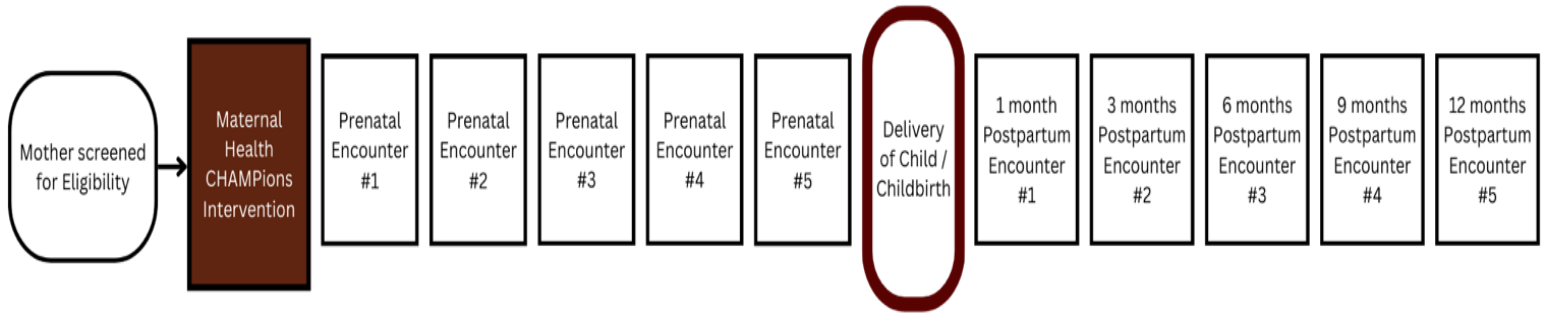 Mother screened
for Eligibility
Maternal
Health
CHAMPions
Intervention
Prenatal
Encounter
#1
Prenatal
Encounter
#2
Prenatal
Encounter
#3
Prenatal
Encounter
#4
Prenatal
Encounter
#5
Delivery
of Child /
Childbirth
1 month
Postpartum
Encounter
#1
3 months
Postpartum
Encounter
#2
6 months
Postpartum
Encounter
#3
9 months
Postpartum
Encounter
#4
12 months
Postpartum
Encounter
#5